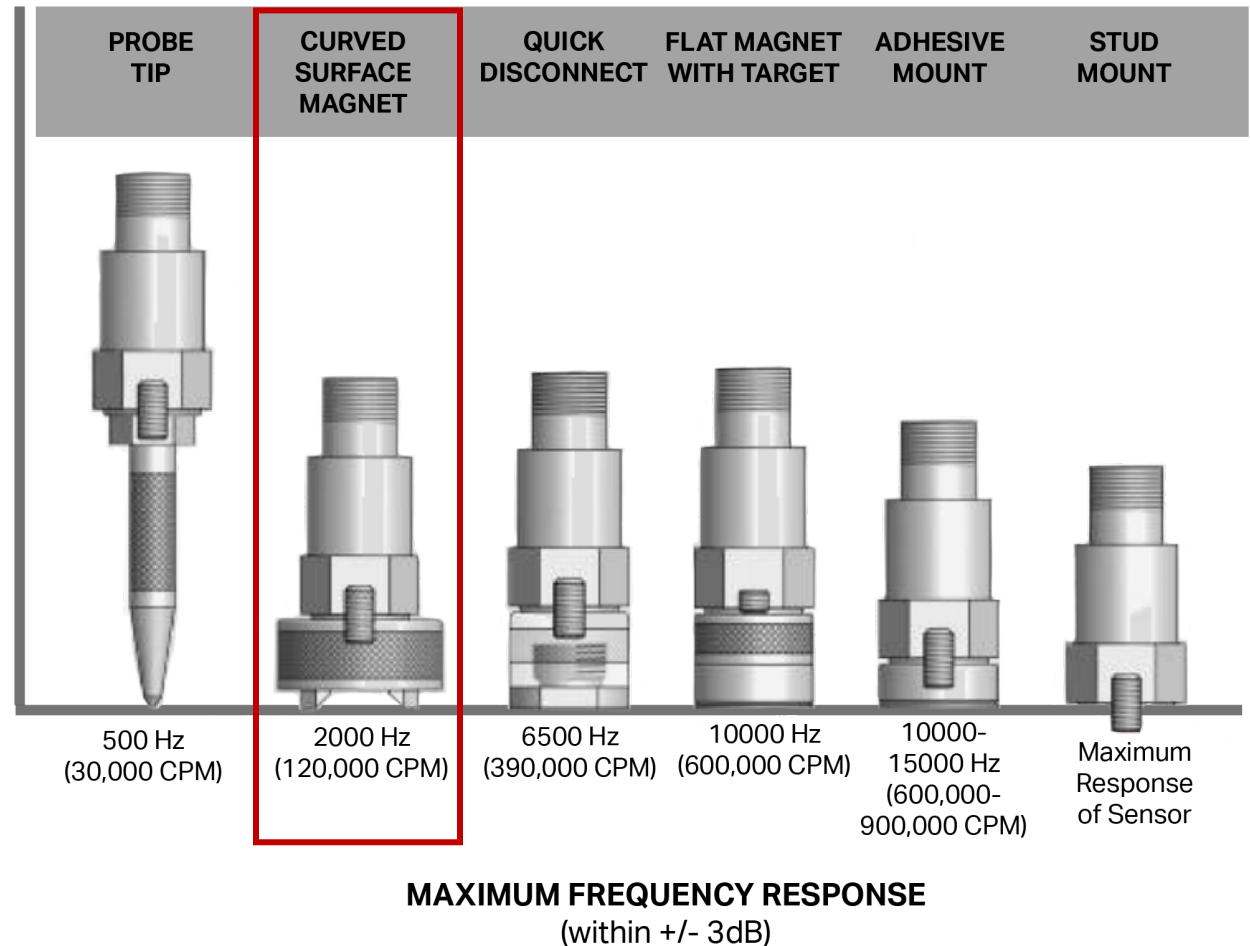 PROBE
TIP
CURVED
SURFACE
MAGNET
QUICK
DISCONNECT
FLAT MAGNET
WITH TARGET
ADHESIVE
MOUNT
STUD
MOUNT
500 Hz
(30,000 CPM)
2000 Hz
(120,000 CPM)
6500 Hz
(390,000 CPM)
10000 Hz
(600,000 CPM)
10000-
15000 Hz
(600,000-
900,000 CPM)
Maximum
Response
of Sensor
MAXIMUM FREQUENCY RESPONSE
(within +/- 3dB)